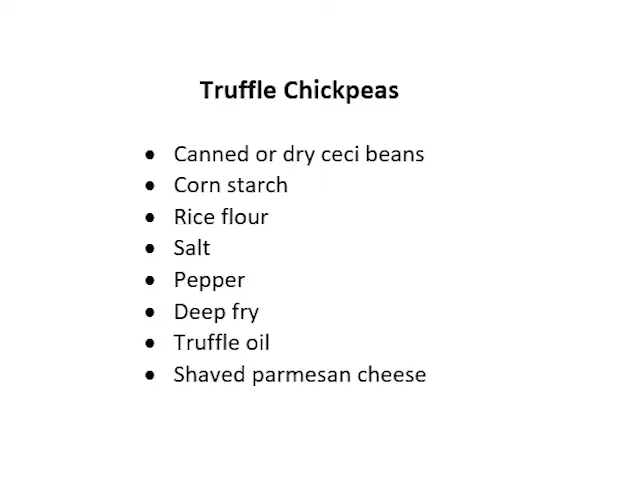 Truffle Chickpeas
• Canned or dry ceci beans
• Corn starch
• Rice flour
• Salt
• Pepper
• Deep fry
• Truffle oil
• Shaved parmesan cheese